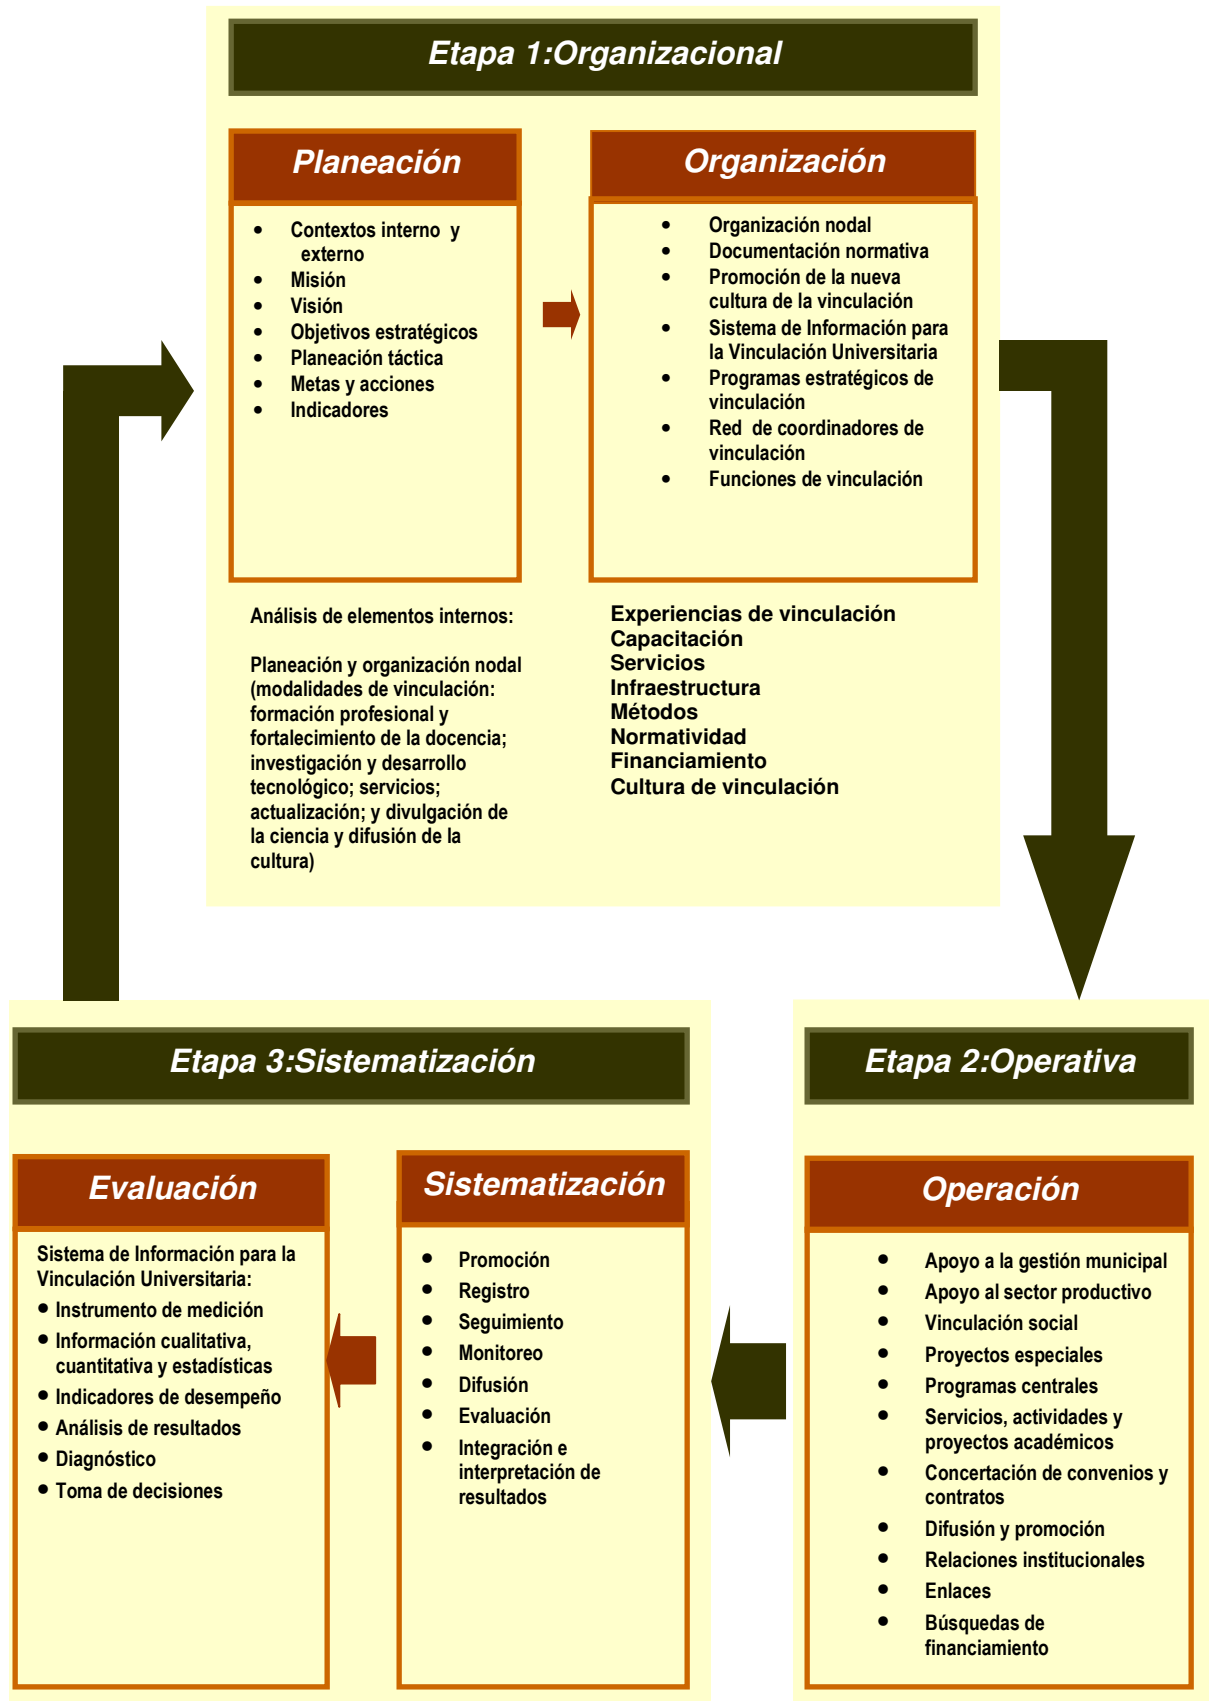 Etapa 1:Organizacional
Planeación
• Contextos interno y
externo
• Misión
• Visión
• Objetivos estratégicos
• Planeación táctica
• Metas y acciones
• Indicadores
Organización
• Organización nodal
• Documentación normativa
• Promoción de la nueva
cultura de la vinculación
• Sistema de Información para
la Vinculación Universitaria
• Programas estratégicos de
vinculación
• Red de coordinadores de
vinculación
• Funciones de vinculación
Análisis de elementos internos:
Planeación y organización nodal
(modalidades de vinculación:
formación profesional y
fortalecimiento de la docencia;
investigación y desarrollo
tecnológico; servicios;
actualización; y divulgación de
la ciencia y difusión de la
cultura)
Experiencias de vinculación
Capacitación
Servicios
Infraestructura
Métodos
Normatividad
Financiamiento
Cultura de vinculación
Etapa 3:Sistematización
Evaluación
Sistema de Información para la
Vinculación Universitaria:
• Instrumento de medición
• Información cualitativa,
cuantitativa y estadísticas
• Indicadores de desempeño
• Análisis de resultados
• Diagnóstico
• Toma de decisiones
Sistematización
• Promoción
• Registro
• Seguimiento
• Monitoreo
• Difusión
• Evaluación
• Integración e
interpretación de
resultados
Etapa 2:Operativa
Operación
• Apoyo a la gestión municipal
• Apoyo al sector productivo
• Vinculación social
• Proyectos especiales
• Programas centrales
• Servicios, actividades y
proyectos académicos
• Concertación de convenios y
contratos
• Difusión y promoción
• Relaciones institucionales
• Enlaces
• Búsquedas de
financiamiento